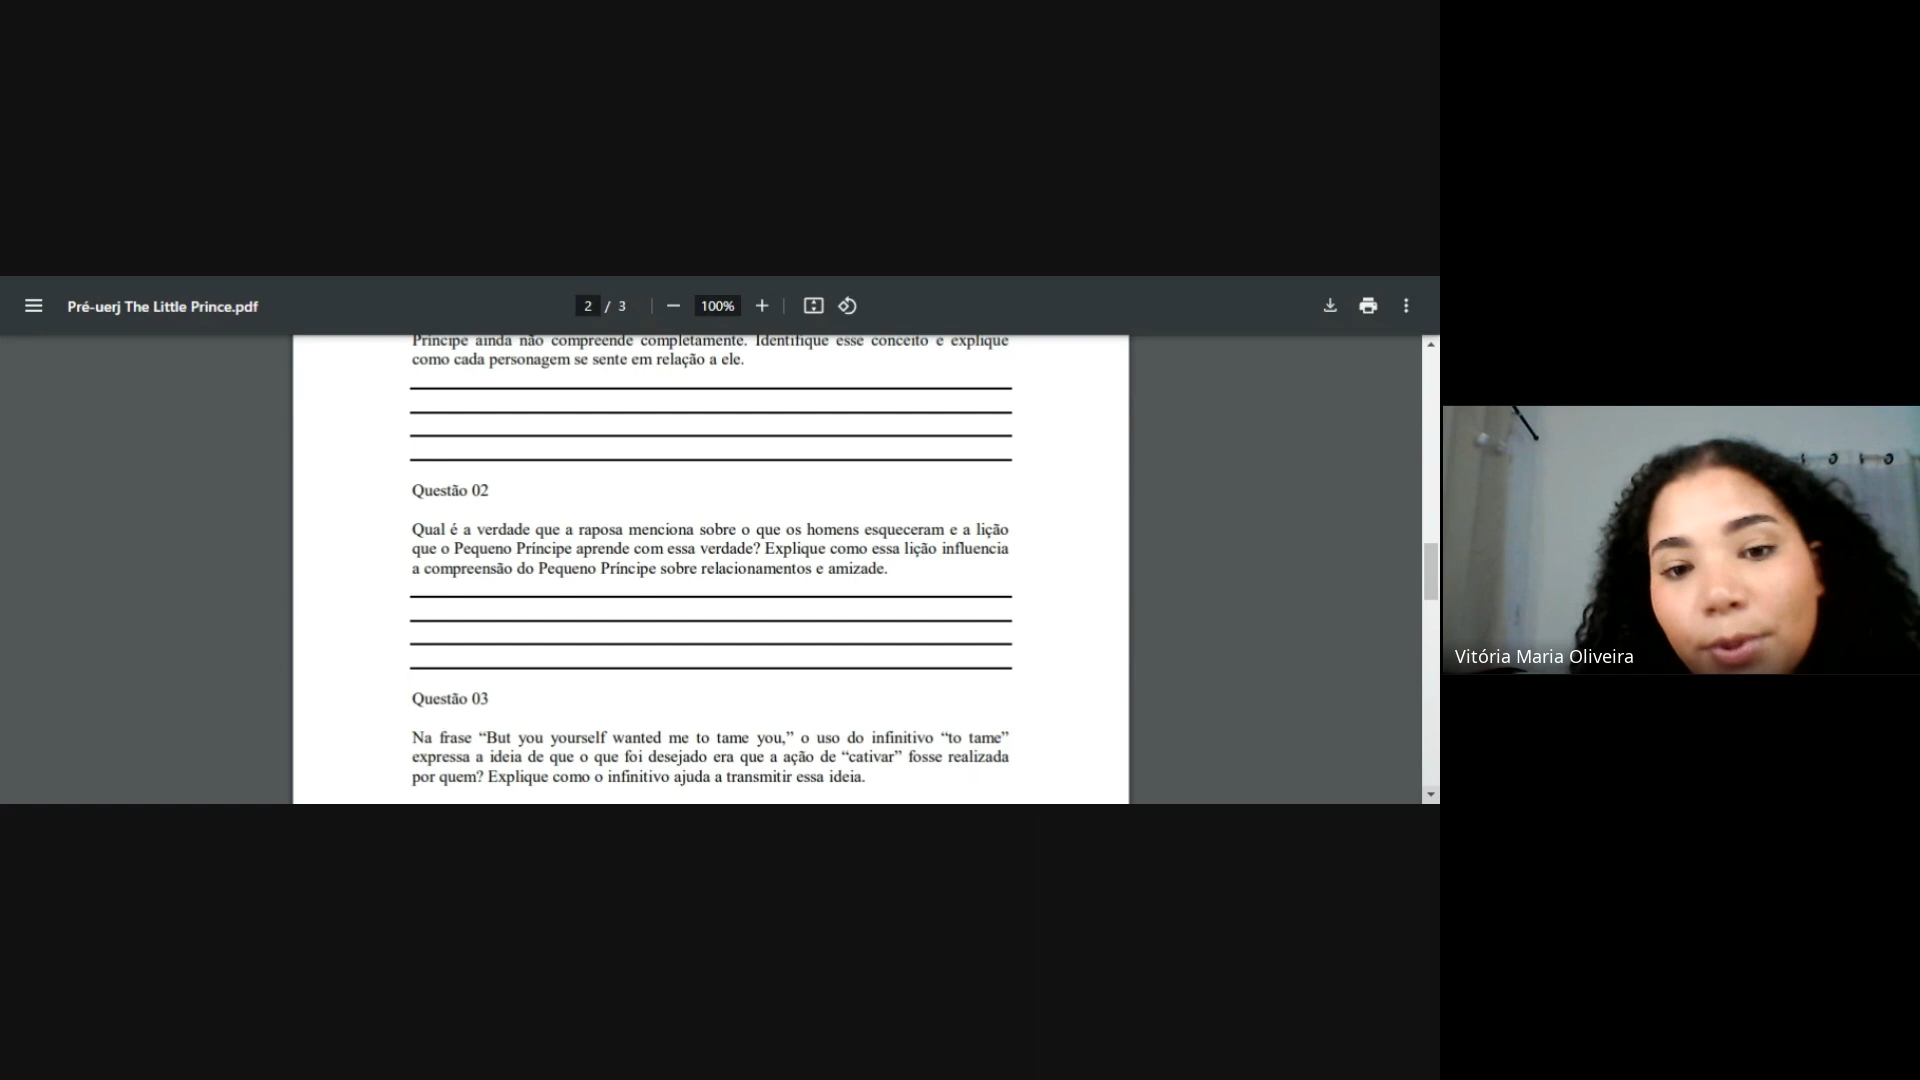 Pré-uerj The Little Prince.pdf
2 / 3
100%
Príncipe ainda não compreende completamente. Identifique esse conceito e explique
como cada personagem se sente em relação a ele.
Questão 02
Qual é a verdade que a raposa menciona sobre o que os homens esqueceram e a lição
que o Pequeno Príncipe aprende com essa verdade? Explique como essa lição influencia
a compreensão do Pequeno Príncipe sobre relacionamentos e amizade.
Questão 03
Na frase “But you yourself wanted me to tame you,” o uso do infinitivo “to tame”
expressa a ideia de que o que foi desejado era que a ação de “cativar” fosse realizada
por quem? Explique como o infinitivo ajuda a transmitir essa ideia.
Vitória Maria Oliveira